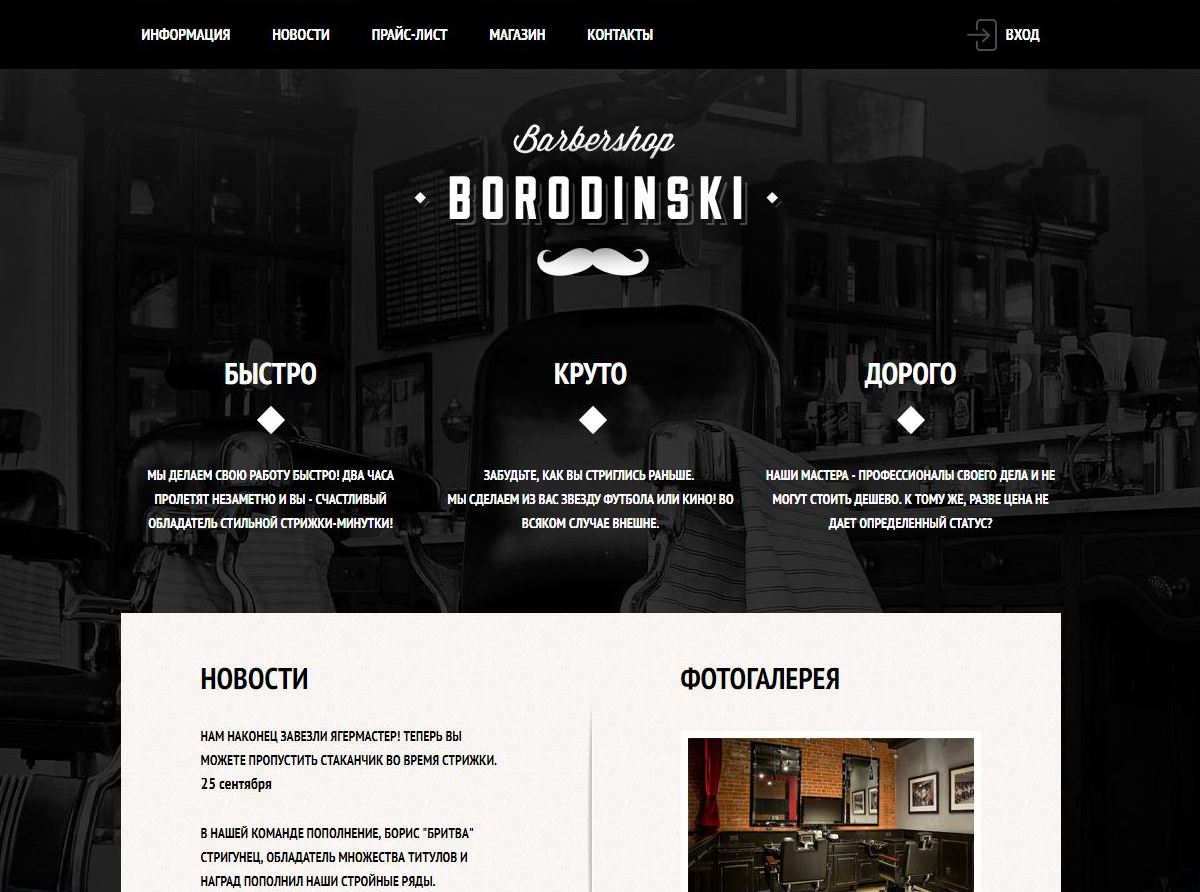 ИНФОРМАЦИЯ НОВОСТИ ПРАЙС-ЛИСТ МАГАЗИН КОНТАКТЫ ВХОД
Barbershop
BORODINSKI
БЫСТРО
МЫ ДЕЛАЕМ СВОЮ РАБОТУ БЫСТРО! ДВА ЧАСА
ПРОЛЕТЯТ НЕЗАМЕТНО И ВЫ - СЧАСТЛИВЫЙ
ОБЛАДАТЕЛЬ СТИЛЬНОЙ СТРИЖКИ-МИНУТКИ!
КРУТО
ЗАБУДЬТЕ, КАК ВЫ СТРИГЛИСЬ РАНЬШЕ.
МЫ СДЕЛАЕМ ИЗ ВАС ЗВЕЗДУ ФУТБОЛА ИЛИ КИНО! ВО
ВСЯКОМ СЛУЧАЕ ВНЕШНЕ.
ДОРОГО
НАШИ МАСТЕРА - ПРОФЕССИОНАЛЫ СВОЕГО ДЕЛА И НЕ
МОГУТ СТОИТЬ ДЕШЕВО. К ТОМУ ЖЕ, РАЗВЕ ЦЕНА НЕ
ДАЕТ ОПРЕДЕЛЕННЫЙ СТАТУС?
НОВОСТИ
НАМ НАКОНЕЦ ЗАВЕЗЛИ ЯГЕРМАСТЕР! ТЕПЕРЬ ВЫ
МОЖЕТЕ ПРОПУСТИТЬ СТАКАНЧИК ВО ВРЕМЯ СТРИЖКИ.
25 сентября
В НАШЕЙ КОМАНДЕ ПОПОЛНЕНИЕ, БОРИС "БРИТВА"
СТРИГУНЕЦ, ОБЛАДАТЕЛЬ МНОЖЕСТВА ТИТУЛОВ И
НАГРАД ПОПОЛНИЛ НАШИ СТРОЙНЫЕ РЯДЫ.
ФОТОГАЛЕРЕЯ